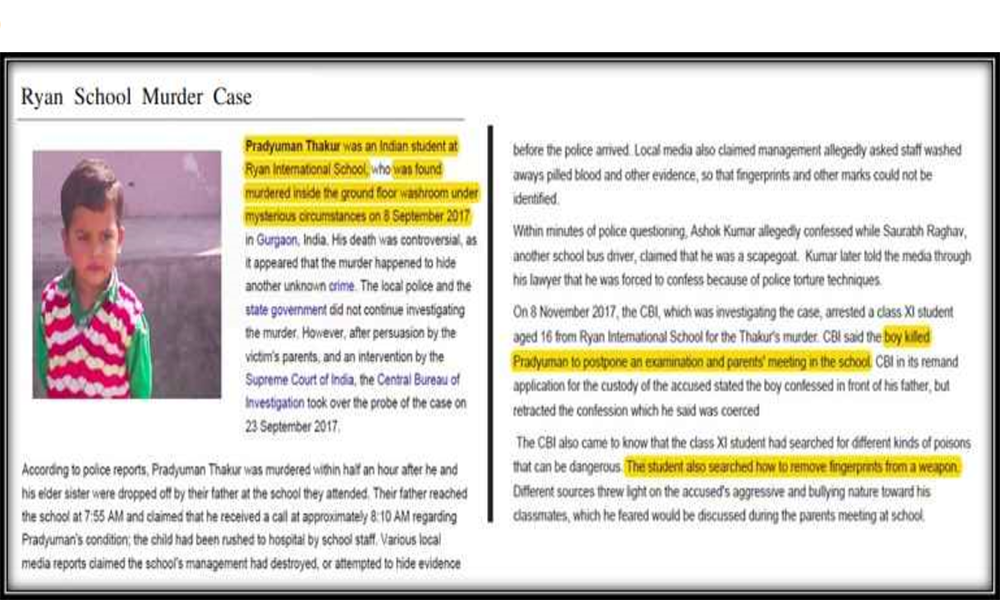 Ryan School Murder Case
Pradyuman Thakur was an Indian student at
Ryan International School, who was found
murdered inside the ground floor washroom under
mysterious circumstances on 8 September 2017
in Gurgaon, India. His death was controversial, as
it appeared that the murder happened to hide
another unknown crime. The local police and the
state government did not continue investigating
the murder. However, after persuasion by the
victim's parents, and an intervention by the
Supreme Court of India, the Central Bureau of
Investigation took over the probe of the case on
23 September 2017.
According to police reports, Pradyuman Thakur was murdered within half an hour after he and
his elder sister were dropped off by their father at the school they attended. Their father reached
the school at 7:55 AM and claimed that he received a call at approximately 8:10 AM regarding
Pradyuman's condition; the child had been rushed to hospital by school staff. Various local
media reports claimed the school's management had destroyed, or attempted to hide evidence
before the police arrived. Local media also claimed management allegedly asked staff washed
aways pilled blood and other evidence, so that fingerprints and other marks could not be
identified.
Within minutes of police questioning, Ashok Kumar allegedly confessed while Saurabh Raghav,
another school bus driver, claimed that he was a scapegoat. Kumar later told the media through
his lawyer that he was forced to confess because of police torture techniques.
On 8 November 2017, the CBI, which was investigating the case, arrested a class XI student
aged 16 from Ryan International School for the Thakur's murder. CBI said the boy killed
Pradyuman to postpone an examination and parents' meeting in the school. CBI in its remand
application for the custody of the accused stated the boy confessed in front of his father, but
retracted the confession which he said was coerced
The CBI also came to know that the class XI student had searched for different kinds of poisons
that can be dangerous. The student also searched how to remove fingerprints from a weapon.
Different sources threw light on the accused's aggressive and bullying nature toward his
classmates, which he feared would be discussed during the parents meeting at school.